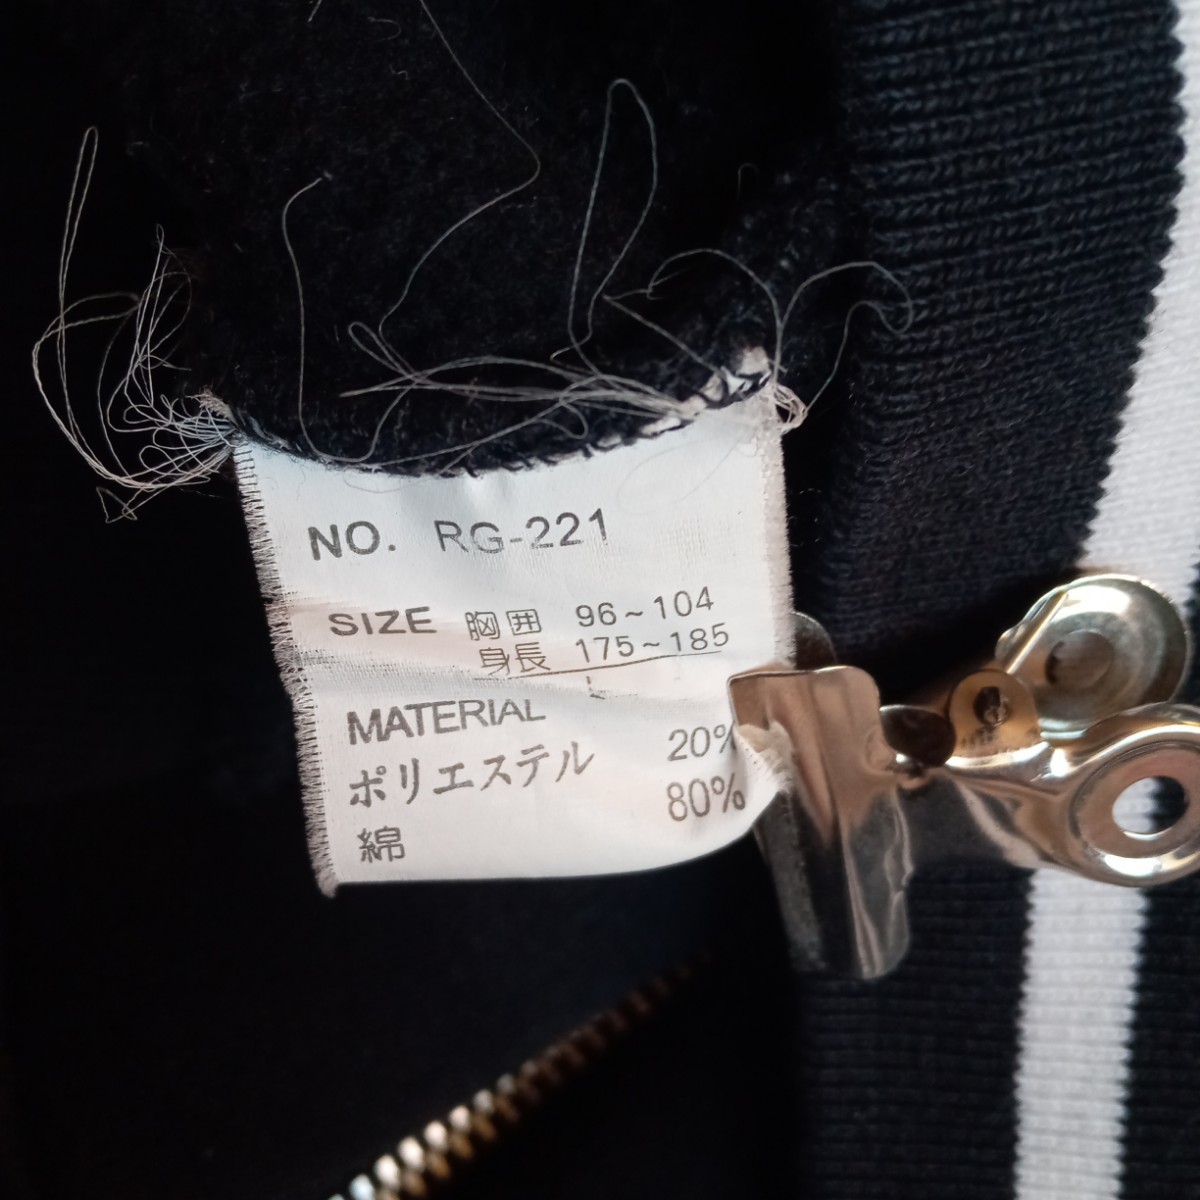 NO. RG-221
SIZE 胸囲 96~104
身長 175~185
L
MATERIAL
ポリエステル 20%
綿 80%